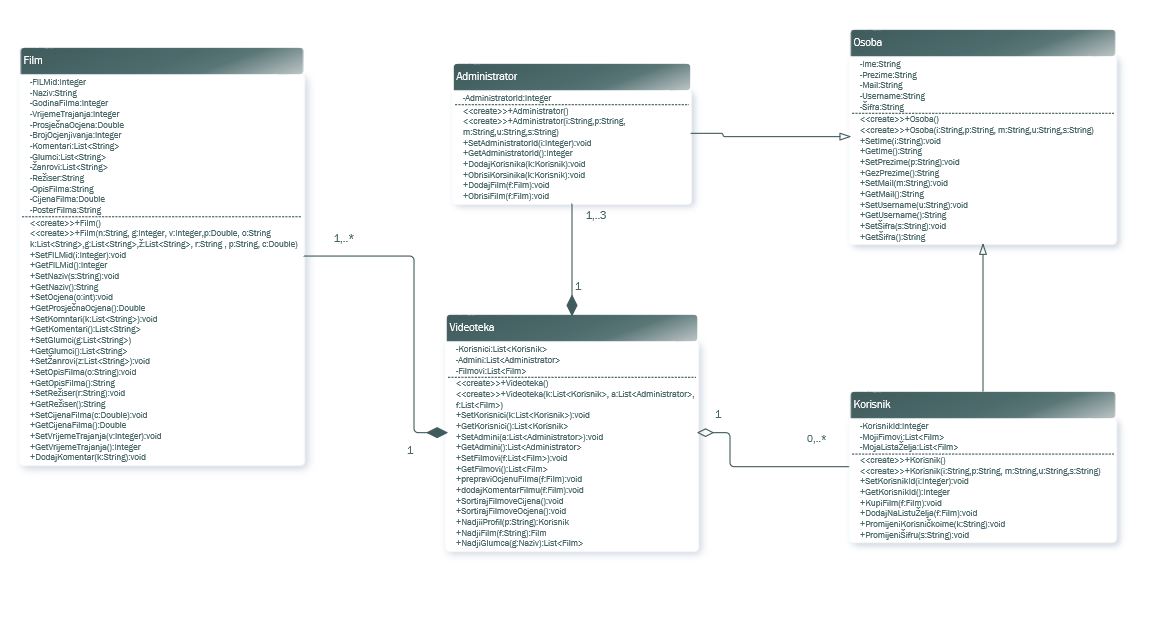 Film
-FILMid:Integer
-Naziv:String
-GodinaFilma:Integer
-VrijemeTrajanja:Integer
-ProsječnaOcjena:Double
-BrojOcjenjivanja:Integer
-Komentari:List<String>
-Glumci:List<String>
-Žanrovi:List<String>
-Režiser:String
-OpisFilma:String
-CijenaFilma:Double
-PosterFilma:String
<<create>>+Film()
<<create>>+Film(n:String, g:Integer, v:Integer,p:Double, o:String
k:List<String>,g:List<String>,ž:List<String>, r:String , p:String, c:Double)
+SetFILMid(i:Integer):void
+GetFILMid():Integer
+SetNaziv(s:String):void
+GetNaziv():String
+SetOcjena(o:int):void
+GetProsječnaOcjena():Double
+SetKomntari(k:List<String>):void
+GetKomentari():List<String>
+SetGlumci(g:List<String>)
+GetGlumci():List<String>
+SetŽanrovi(z:List<String>):void
+SetOpisFilma(o:String):void
+GetOpisFilma():String
+SetRežiser(r:String):void
+GetRežiser():String
+SetCijenaFilma(c:Double):void
+GetCijenaFilma():Double
+SetVrijemeTrajanja(v:Integer):void
+GetVrijemeTrajanja():Integer
+DodajKomentar(k:String):void
1,..*
1
Administrator
-AdministratorId:Integer
<<create>>+Administrator()
<<create>>+Administrator(i:String,p:String,
m:String,u:String,s:String)
+SetAdministratorId(i:Integer):void
+GetAdministratorId():Integer
+DodajKorisnika(k:Korisnik):void
+ObrisiKorsinika(k:Korisnik):void
+DodajFilm(f:Film):void
+ObrisiFilm(f:Film):void
1,..3
1
Videoteka
-Korisnici:List<Korisnik>
-Admini:List<Administrator>
-Filmovi:List<Film>
<<create>>+Videoteka()
<<create>>+Videoteka(k:List<Korisnik>, a:List<Administrator>,
f:List<Film>)
+SetKorisnici(k:List<Korisnik>):void
+GetKorisnici():List<Korisnik>
+SetAdmini(a:List<Administrator>):void
+GetAdmini():List<Administrator
+SetFilmovi(f:List<Film>):void
+GetFilmovi():List<Film>
+prepraviOcjenuFilma(f:Film):void
+dodajKomentarFilmu(f:Film):void
+SortirajFilmoveCijena():void
+SortirajFilmoveOcjena():void
+NadjiiProfil(p:String):Korisnik
+NadjiFilm(f:String):Film
+NadjiGlumca(g:Naziv):List<Film>
1
0,..*
Osoba
-Ime:String
-Prezime:String
-Mail:String
-Username:String
-Šifra:String
<<create>>+Osoba()
<<create>>+Osoba(i:String,p:String, m:String,u:String,s:String)
+SetIme(i:String):void
+GetIme():String
+SetPrezime(p:String):void
+GezPrezime():String
+SetMail(m:String):void
+GetMail():String
+SetUsername(u:String):void
+GetUsername():String
+SetŠifra(s:String):void
+GetŠifra():String
Korisnik
-KorisnikId:Integer
-MojiFimovi:List<Film>
-MojaListaŽelja:List<Film>
<<create>>+Korisnik()
<<create>>+Korisnik(i:String,p:String, m:String,u:String,s:String)
+SetKorisnikId(i:Integer):void
+GetKorisnikId():Integer
+KupiFilm(f:Film):void
+DodajNaListuŽelja(f:Film):void
+PromijeniKorisničkoime(k:String):void
+PromijeniŠifru(s:String):void